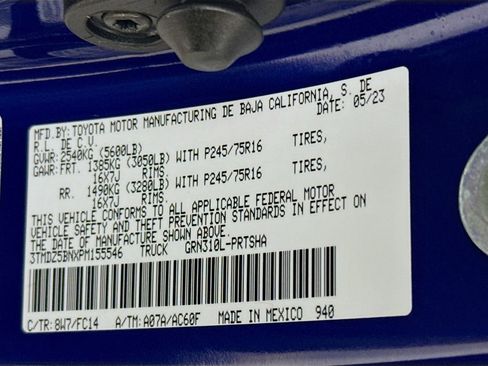 MFD.BY:TOYOTA MOTOR MANUFACTURING DE BAJA CALIFORNIA, S. DE
R.L. DE C.V. DATE: 05/23
GVWR: 2540KG (5600LB)
GAWR: FRT. 1385KG (3050LB) WITH P245/75R16 TIRES,
16X7J RIMS.
RR. 1490KG (3280LB) WITH P245/75R16 TIRES,
16X7J RIMS.
THIS VEHICLE CONFORMS TO ALL APPLICABLE FEDERAL MOTOR
VEHICLE SAFETY AND THEFT PREVENTION STANDARDS IN EFFECT ON
THE DATE OF MANUFACTURE SHOWN ABOVE.
3TMDZ5BNXPM155546 TRUCK GRN310L-PRTSHA
C/TR: 8W7/FC14 A/TM: A07A/AC60F MADE IN MEXICO 940